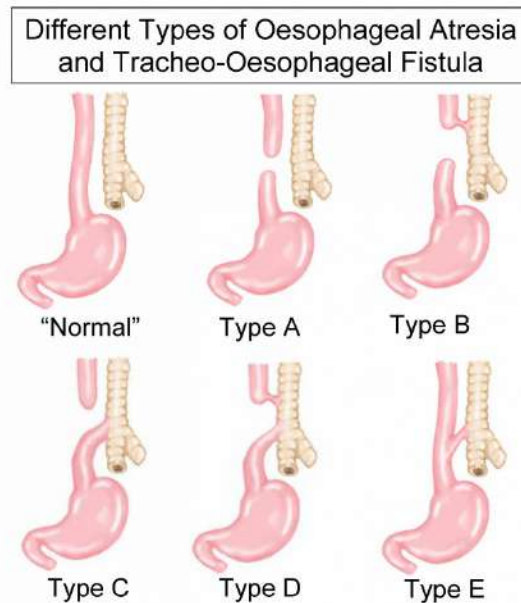 Different Types of Oesophageal Atresia
and Tracheo-Oesophageal Fistula
“Normal”
Type A
Type B
Type C
Type D
Type E